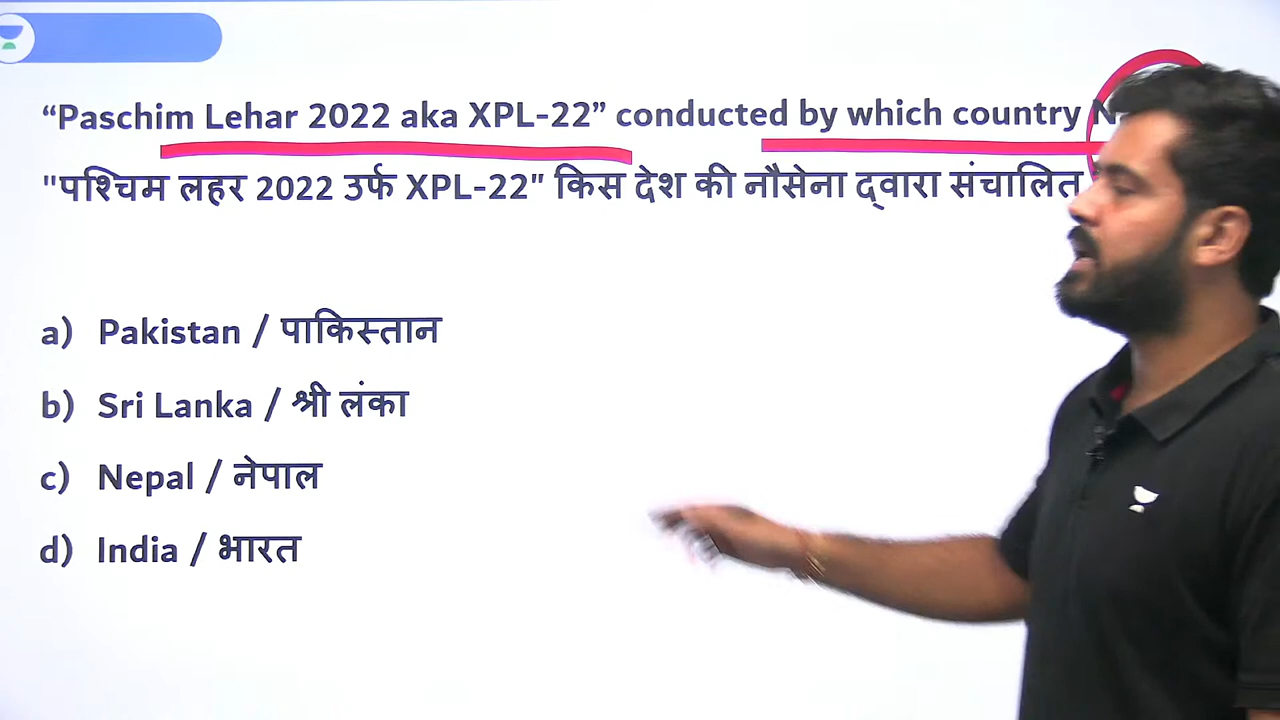 “Paschim Lehar 2022 aka XPL-22” conducted by which country
"पश्चिम लहर 2022 उर्फ XPL-22" किस देश की नौसेना द्वारा संचालित
a) Pakistan / पाकिस्तान
b) Sri Lanka / श्री लंका
c) Nepal / नेपाल
d) India / भारत